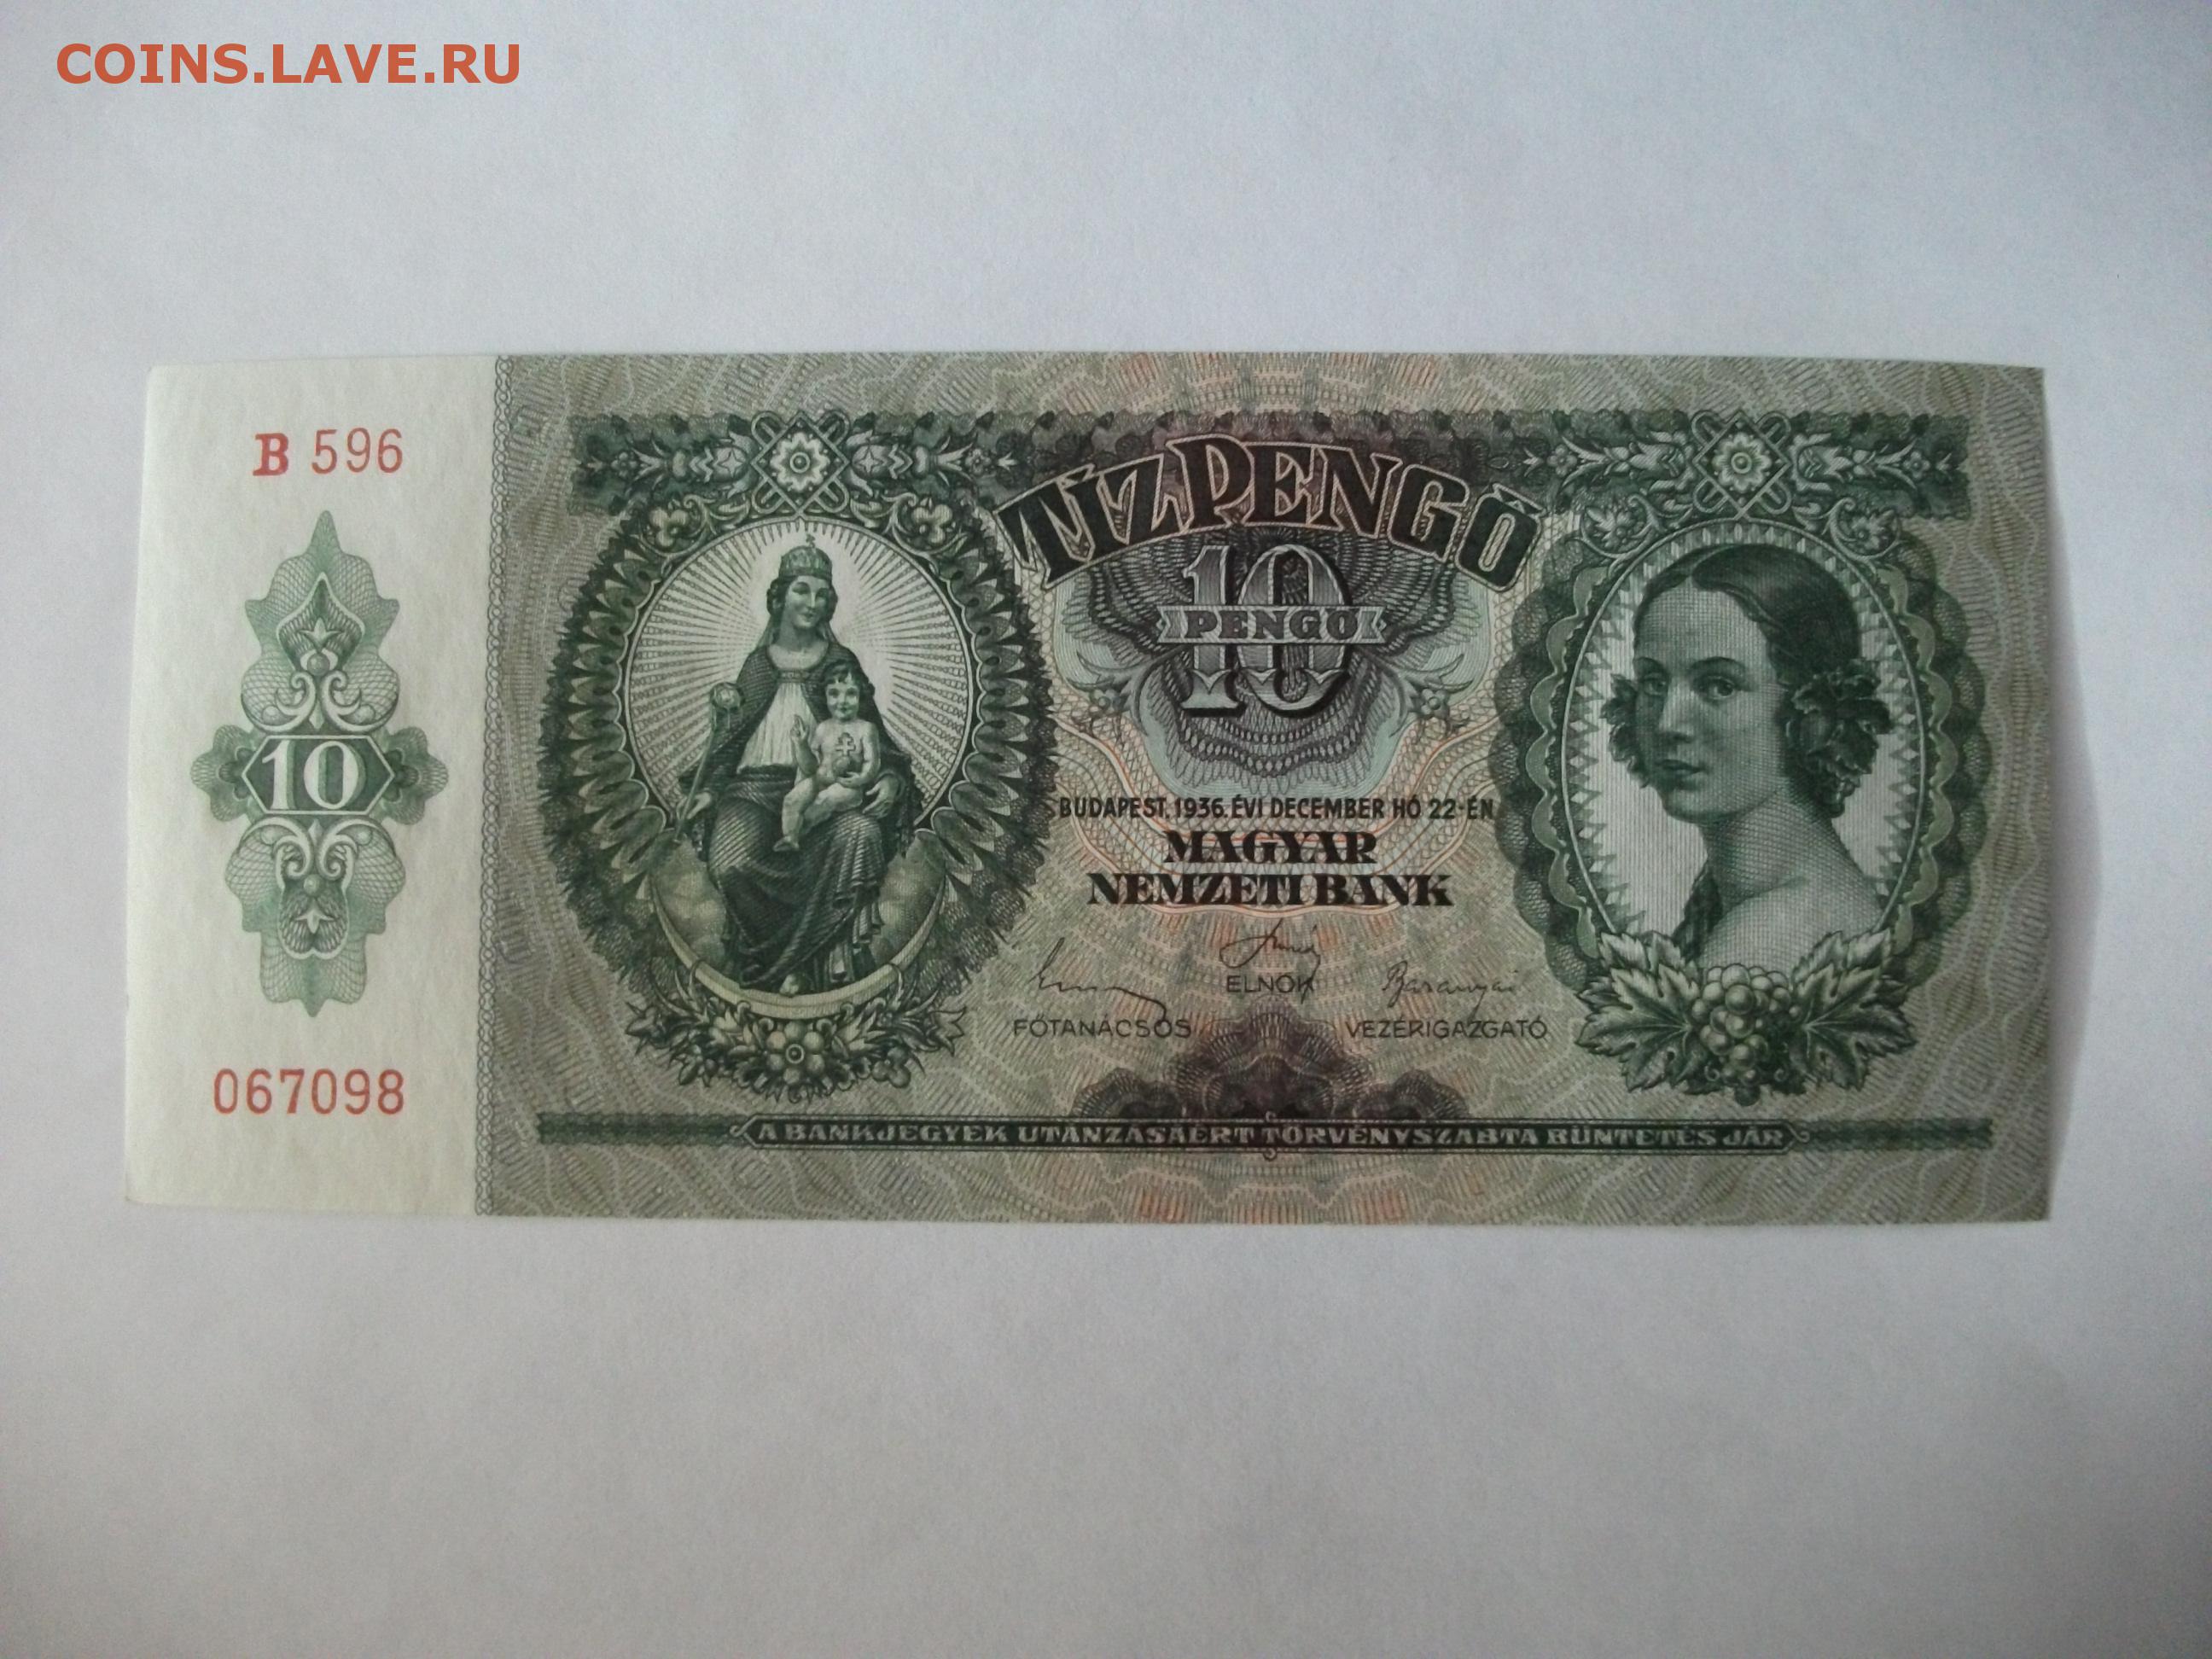 COINS.LAVE.RU
B 596
TÍZ PENGŐ
10
PENGŐ
10
BUDAPEST, 1936. ÉVI DECEMBER HÓ 22-ÉN
MAGYAR
NEMZETI BANK
ELNÖK
Baranyai
FŐTANÁCSOS
VEZÉRIGAZGATÓ
067098
A BANKJEGYEK UTÁNZÁSÁÉRT TÖRVÉNYSZABTA BÜNTETÉS JÁR